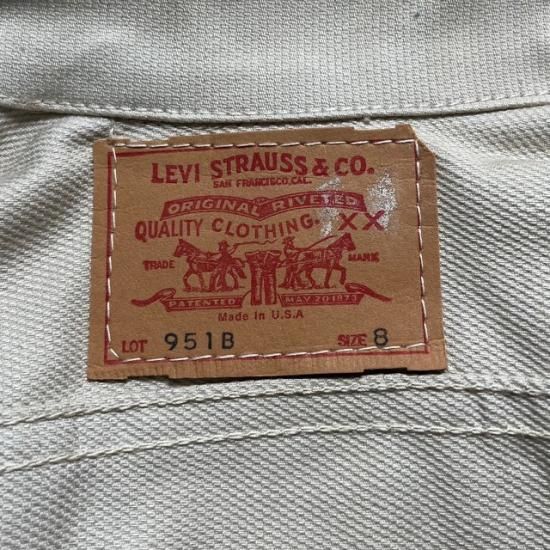 LEVI STRAUSS & CO.®
SAN FRANCISCO, CAL.
ORIGINAL RIVETED
QUALITY CLOTHING. XX
TRADE MARK
PATENTED MAY 20 1873
Made In U.S.A
LOT 951B SIZE 8